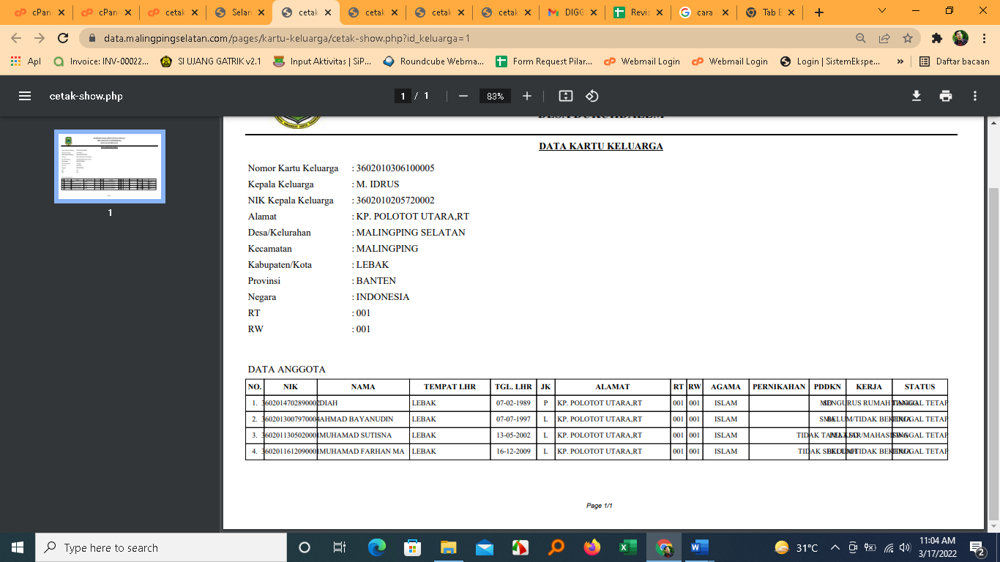 cPan
cPan
cetak
Selan
cetak
cetak
cetak
cetak
DIGG
Revis
cara
Tab B
data.malingpingselatan.com/pages/kartu-keluarga/cetak-show.php?id_keluarga=1
Apl
Invoice: INV-00022...
SI UJANG GATRIK v2.1
Input Aktivitas | SiP...
Roundcube Webma...
Form Request Pilar...
Webmail Login
Webmail Login
Login | SistemEkspe...
»
Daftar bacaan
cetak-show.php
1 / 1
83%
1
DATA KARTU KELUARGA
Nomor Kartu Keluarga : 3602010306100005
Kepala Keluarga : M. IDRUS
NIK Kepala Keluarga : 3602010205720002
Alamat : KP. POLOTOT UTARA,RT
Desa/Kelurahan : MALINGPING SELATAN
Kecamatan : MALINGPING
Kabupaten/Kota : LEBAK
Provinsi : BANTEN
Negara : INDONESIA
RT : 001
RW : 001
DATA ANGGOTA
NO. NIK NAMA TEMPAT LHR TGL. LHR JK ALAMAT RT RW AGAMA PERNIKAHAN PDDKN KERJA STATUS
1. 3602014702890002 DIAH LEBAK 07-02-1989 P KP. POLOTOT UTARA,RT 001 001 ISLAM SD MENGURUS RUMAH TANGGA TINGGAL TETAP
2. 3602013007970004 AHMAD BAYANUDIN LEBAK 07-07-1997 L KP. POLOTOT UTARA,RT 001 001 ISLAM SMA BELUM/TIDAK BEKERJA TINGGAL TETAP
3. 3602011305020001 MUHAMAD SUTISNA LEBAK 13-05-2002 L KP. POLOTOT UTARA,RT 001 001 ISLAM TIDAK PELAJAR/MAHASISWA TINGGAL TETAP
4. 3602011612090001 MUHAMAD FARHAN MA LEBAK 16-12-2009 L KP. POLOTOT UTARA,RT 001 001 ISLAM TIDAK SEKOLAH BELUM/TIDAK BEKERJA TINGGAL TETAP
Page 1/1
Type here to search
31°C
11:04 AM
3/17/2022
2